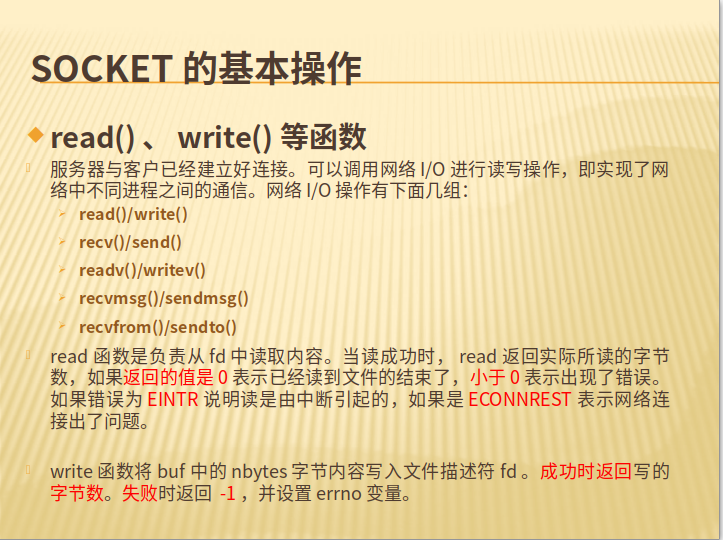 SOCKET 的基本操作
read() 、 write() 等函数
服务器与客户已经建立好连接。可以调用网络 I/O 进行读写操作，即实现了网
络中不同进程之间的通信。网络 I/O 操作有下面几组：
read()/write()
recv()/send()
readv()/writev()
recvmsg()/sendmsg()
recvfrom()/sendto()
read 函数是负责从 fd 中读取内容。当读成功时， read 返回实际所读的字节
数，如果返回的值是 0 表示已经读到文件的结束了，小于 0 表示出现了错误。
如果错误为 EINTR 说明读是由中断引起的，如果是 ECONNREST 表示网络连
接出了问题。
write 函数将 buf 中的 nbytes 字节内容写入文件描述符 fd 。成功时返回写的
字节数。失败时返回 -1 ，并设置 errno 变量。